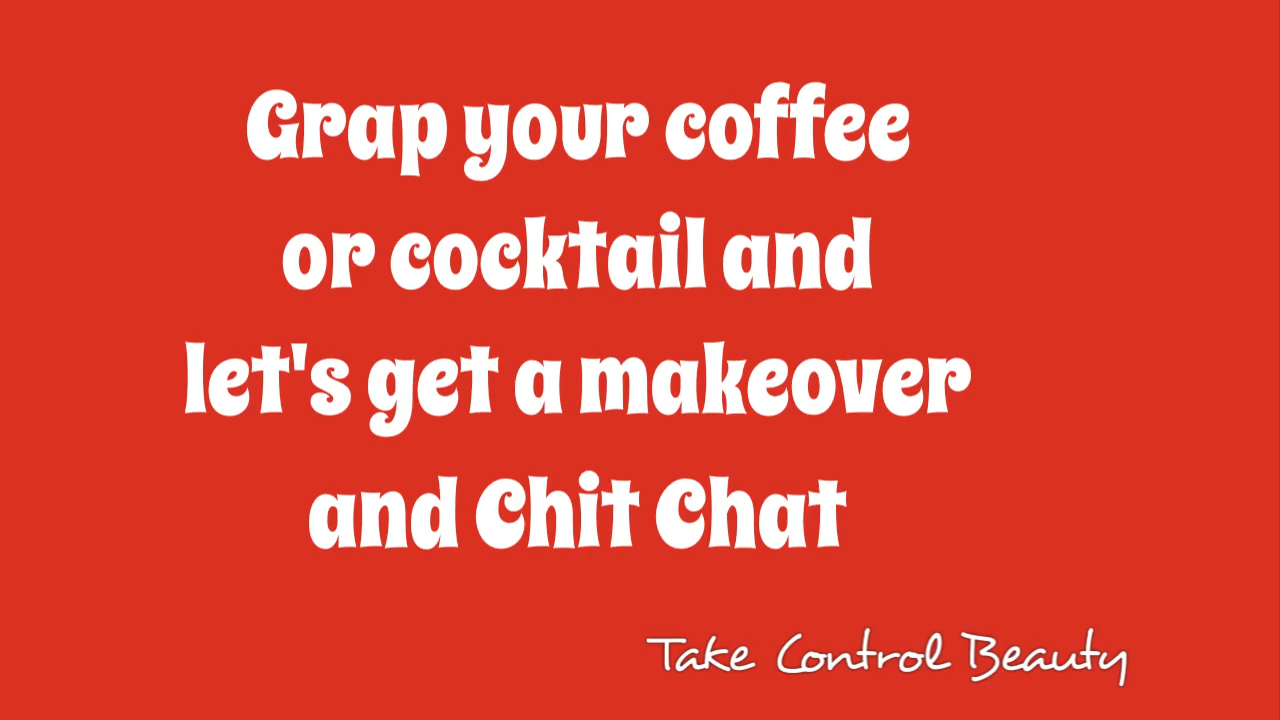 Grap your coffee
or cocktail and
let's get a makeover
and Chit Chat
Take Control Beauty